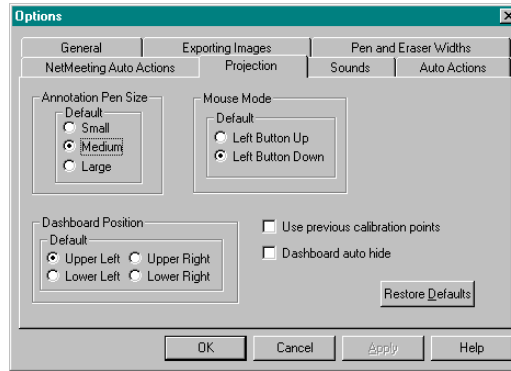 Options
General Exporting Images Pen and Eraser Widths
NetMeeting Auto Actions Projection Sounds Auto Actions
Annotation Pen Size Mouse Mode
Default Default
Small Left Button Up
Medium Left Button Down
Large
Dashboard Position Use previous calibration points
Default Dashboard auto hide
Upper Left Upper Right
Lower Left Lower Right
Restore Defaults
OK Cancel Apply Help